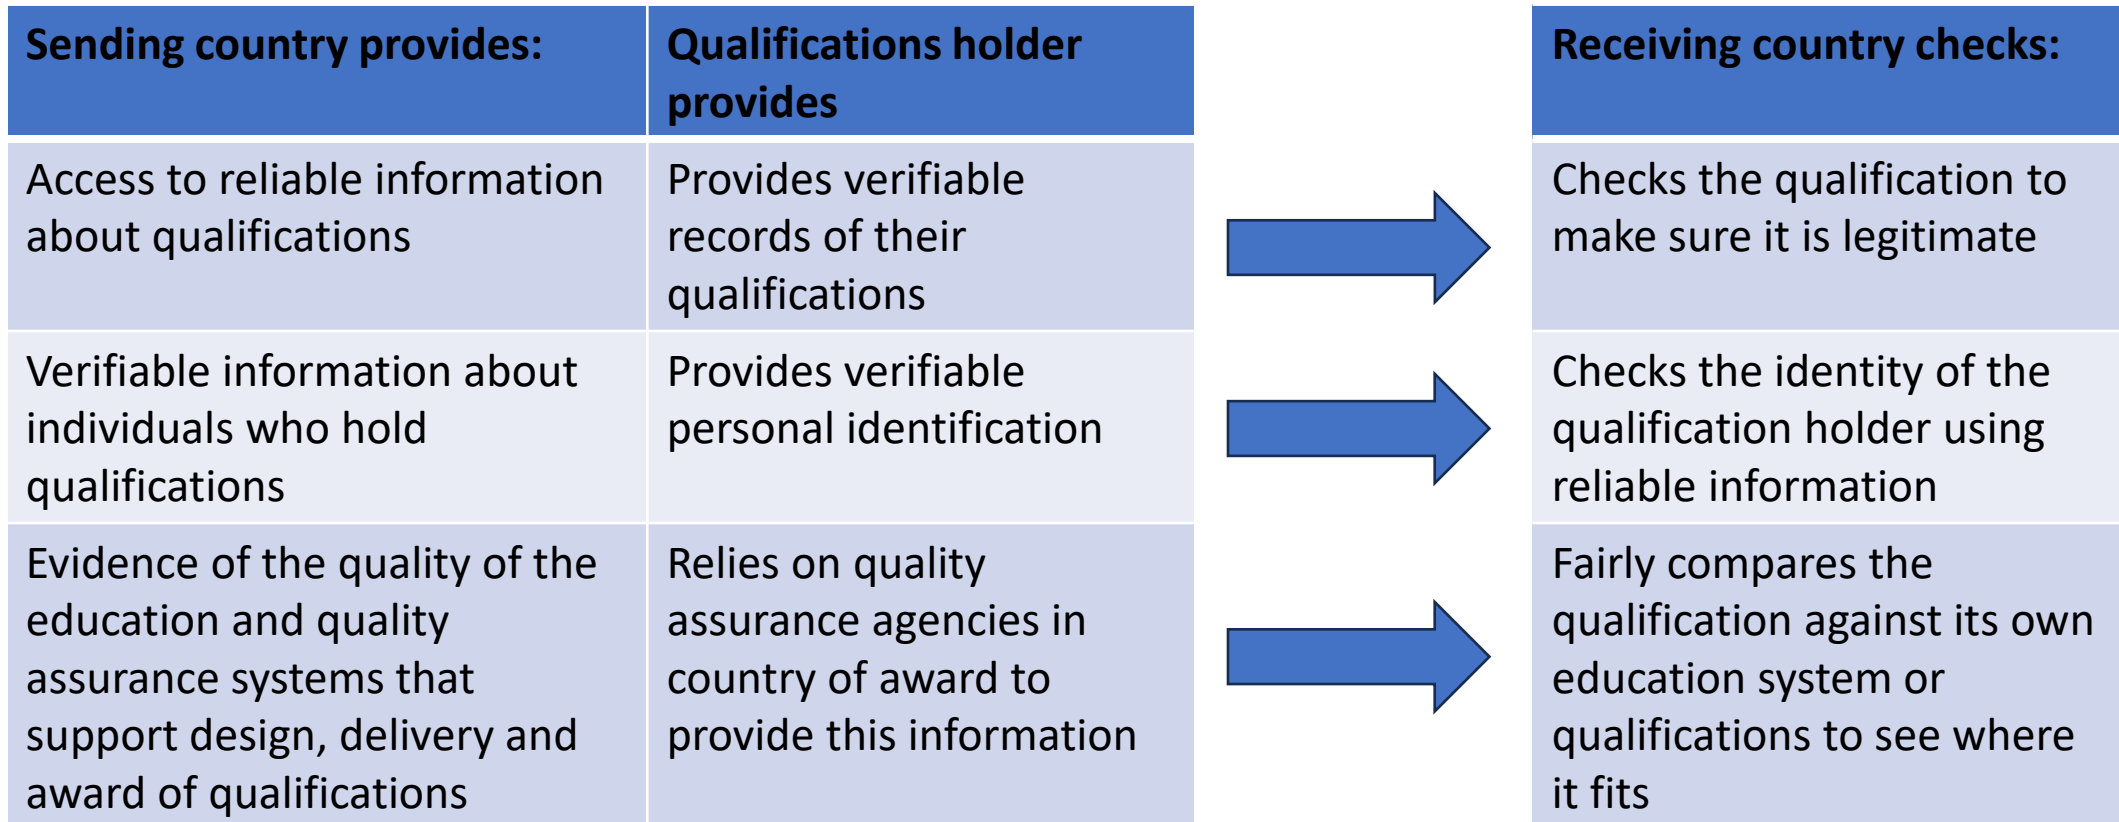 Sending country provides:
Qualifications holder
provides
Receiving country checks:
Access to reliable information
about qualifications
Provides verifiable
records of their
qualifications
Checks the qualification to
make sure it is legitimate
Verifiable information about
individuals who hold
qualifications
Provides verifiable
personal identification
Checks the identity of the
qualification holder using
reliable information
Evidence of the quality of the
education and quality
assurance systems that
support design, delivery and
award of qualifications
Relies on quality
assurance agencies in
country of award to
provide this information
Fairly compares the
qualification against its own
education system or
qualifications to see where
it fits